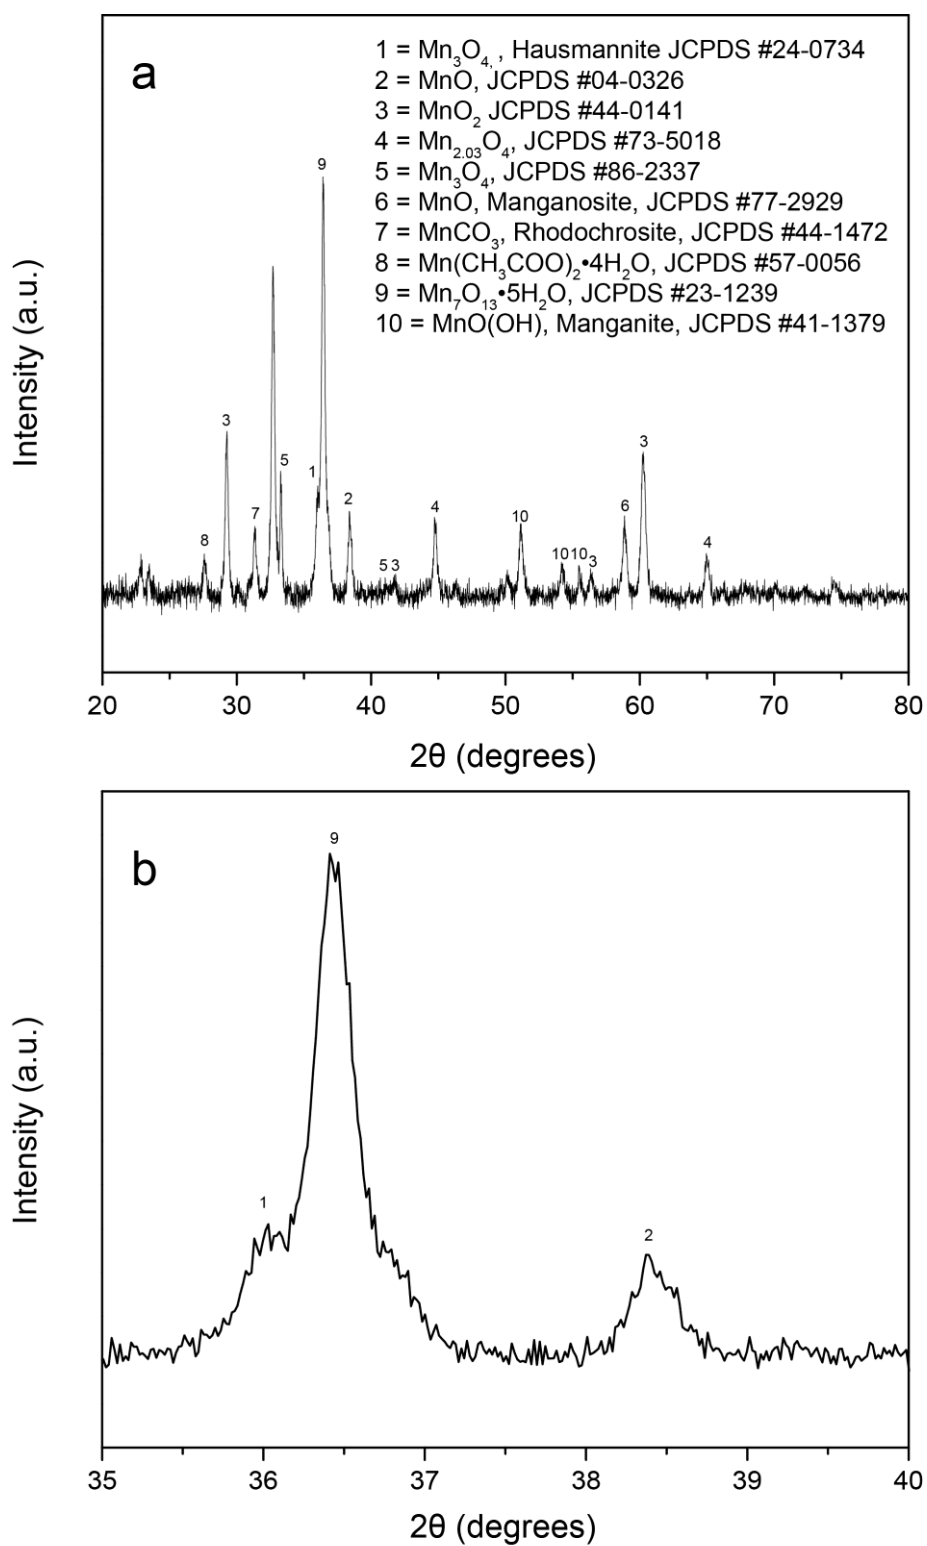 a
1 = Mn3O4, , Hausmannite JCPDS #24-0734
2 = MnO, JCPDS #04-0326
3 = MnO2 JCPDS #44-0141
4 = Mn2.03O4, JCPDS #73-5018
5 = Mn3O4, JCPDS #86-2337
6 = MnO, Manganosite, JCPDS #77-2929
7 = MnCO3, Rhodochrosite, JCPDS #44-1472
8 = Mn(CH3COO)2•4H2O, JCPDS #57-0056
9 = Mn7O13•5H2O, JCPDS #23-1239
10 = MnO(OH), Manganite, JCPDS #41-1379
Intensity (a.u.)
8 3 7 5 1 9 2 5 3 4 10 10 10 3 6 3 4
20 30 40 50 60 70 80
2θ (degrees)
b
Intensity (a.u.)
1 9 2
35 36 37 38 39 40
2θ (degrees)